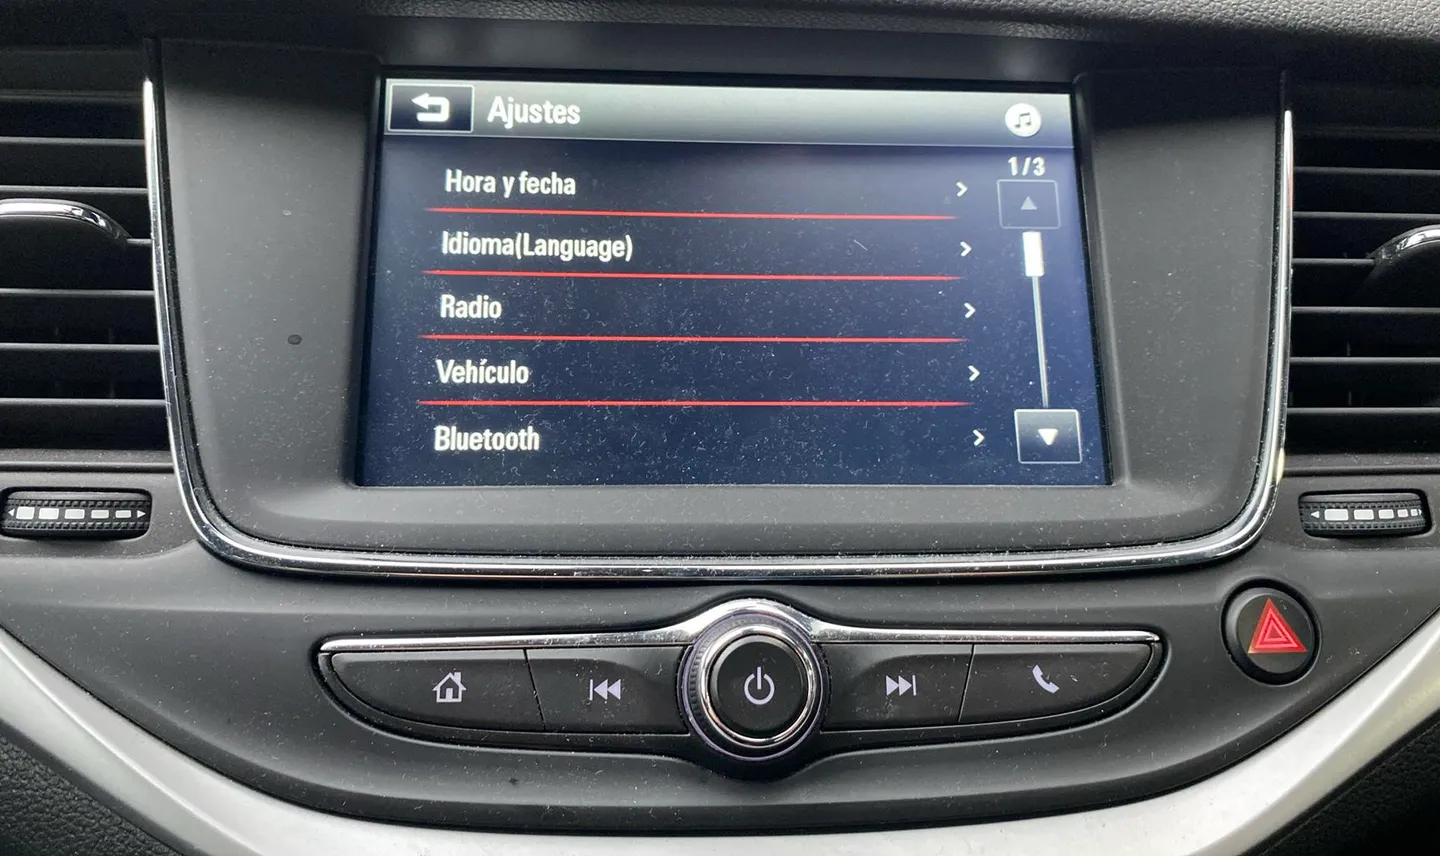 Ajustes
1/3
Hora y fecha
Idioma(Language)
Radio
Vehículo
Bluetooth